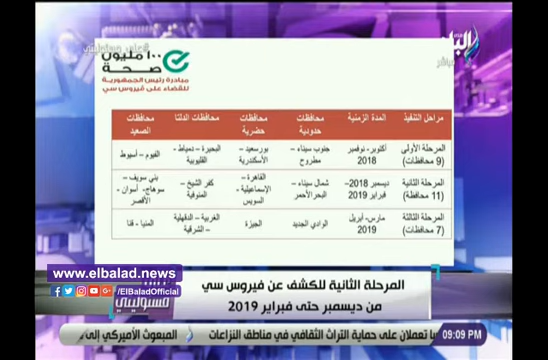 #على_مسئوليتي
البلد
مباشر
١٠٠ مليون
صحة
مبادرة رئيس الجمهورية
للقضاء على فيروس سي
مراحل التنفيذ | المدة الزمنية | محافظات حدودية | محافظات حضرية | محافظات الدلتا | محافظات الصعيد
المرحلة الأولى (9 محافظات) | أكتوبر- نوفمبر 2018 | جنوب سيناء – مطروح | بورسعيد – الأسكندرية | البحيرة – دمياط – القليوبية | الفيوم – أسيوط
المرحلة الثانية (11 محافظة) | ديسمبر 2018– فبراير 2019 | شمال سيناء – البحر الأحمر | القاهرة – الإسماعيلية – السويس | كفر الشيخ – المنوفية | بني سويف – سوهاج- أسوان – الأقصر
المرحلة الثالثة (7 محافظات) | مارس- أبريل 2019 | الوادي الجديد | الجيزة | الغربية – الدقهلية – الشرقية | المنيا - قنا
www.elbalad.news
/ElBaladOfficial
مسئوليتي
المرحلة الثانية للكشف عن فيروس سي
من ديسمبر حتى فبراير 2019
09:09 PM
ا تعملان على حماية التراث الثقافي في مناطق النزاعات
المبعوث الأميركي إلى